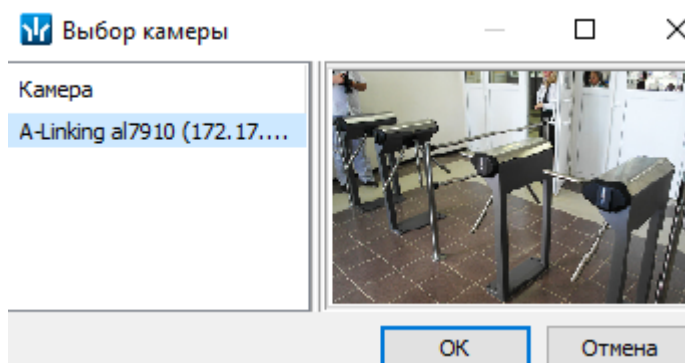 Выбор камеры
Камера
A-Linking al7910 (172.17....
OK
Отмена